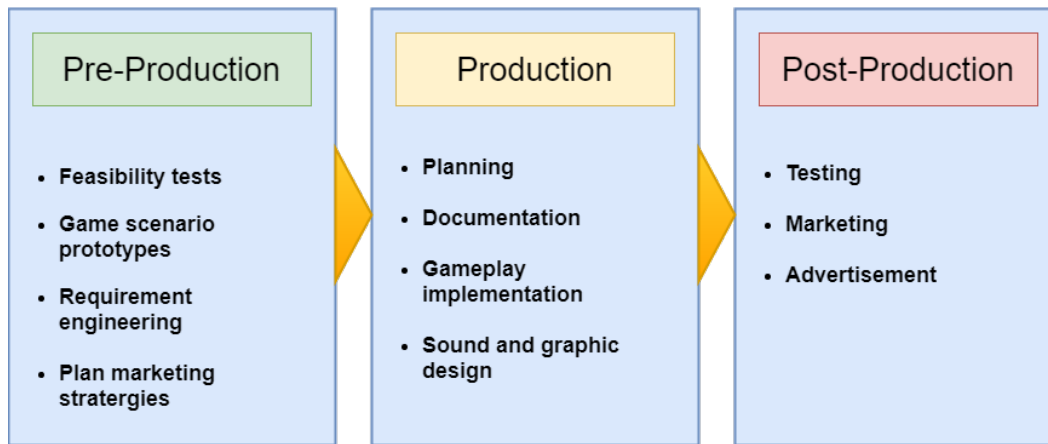 Pre-Production
Feasibility tests
Game scenario
prototypes
Requirement
engineering
Plan marketing
stratergies
Production
Planning
Documentation
Gameplay
implementation
Sound and graphic
design
Post-Production
Testing
Marketing
Advertisement